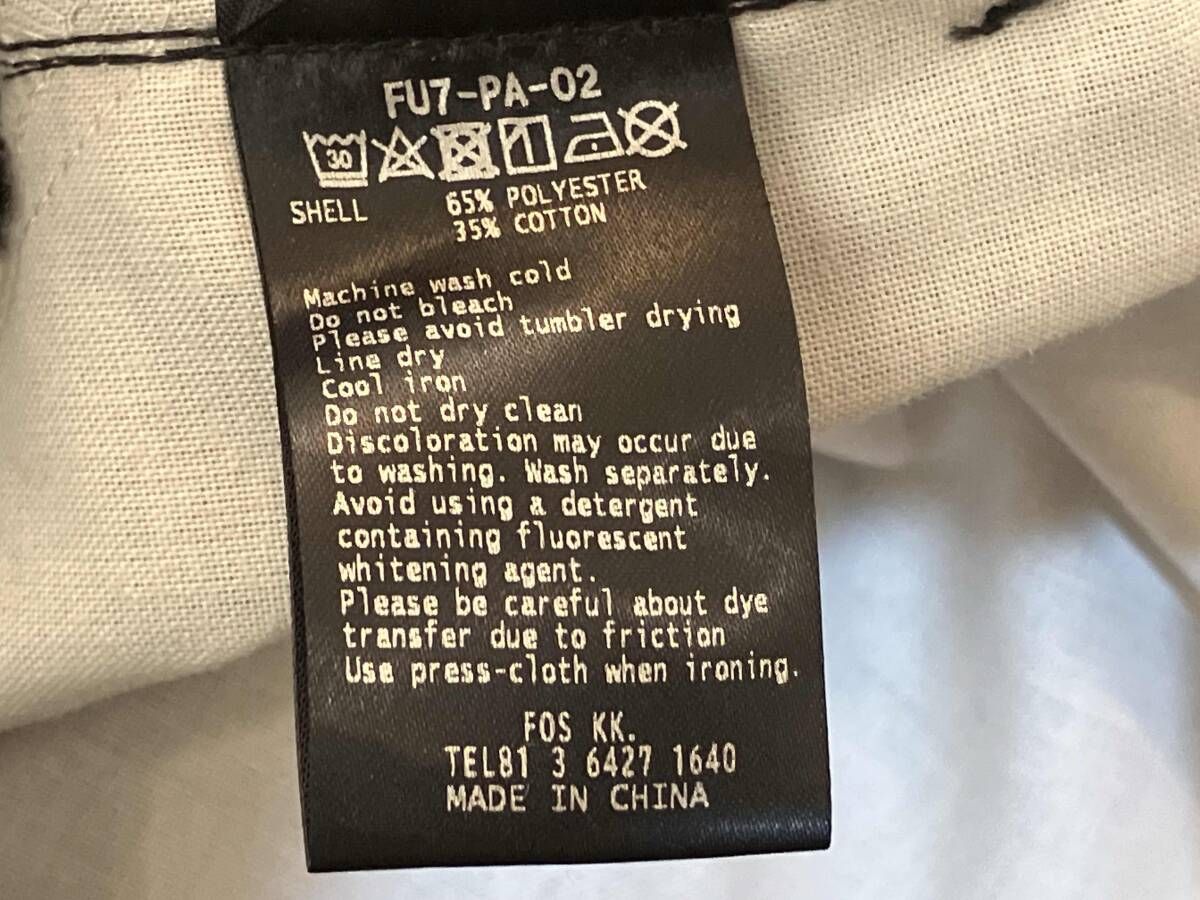 FU7-PA-02
30
SHELL 65% POLYESTER
35% COTTON
Machine wash cold
Do not bleach
Please avoid tumbler drying
Line dry
Cool iron
Do not dry clean
Discoloration may occur due
to washing. Wash separately.
Avoid using a detergent
containing fluorescent
whitening agent.
Please be careful about dye
transfer due to friction
Use press-cloth when ironing.
FOS KK.
TEL81 3 6427 1640
MADE IN CHINA